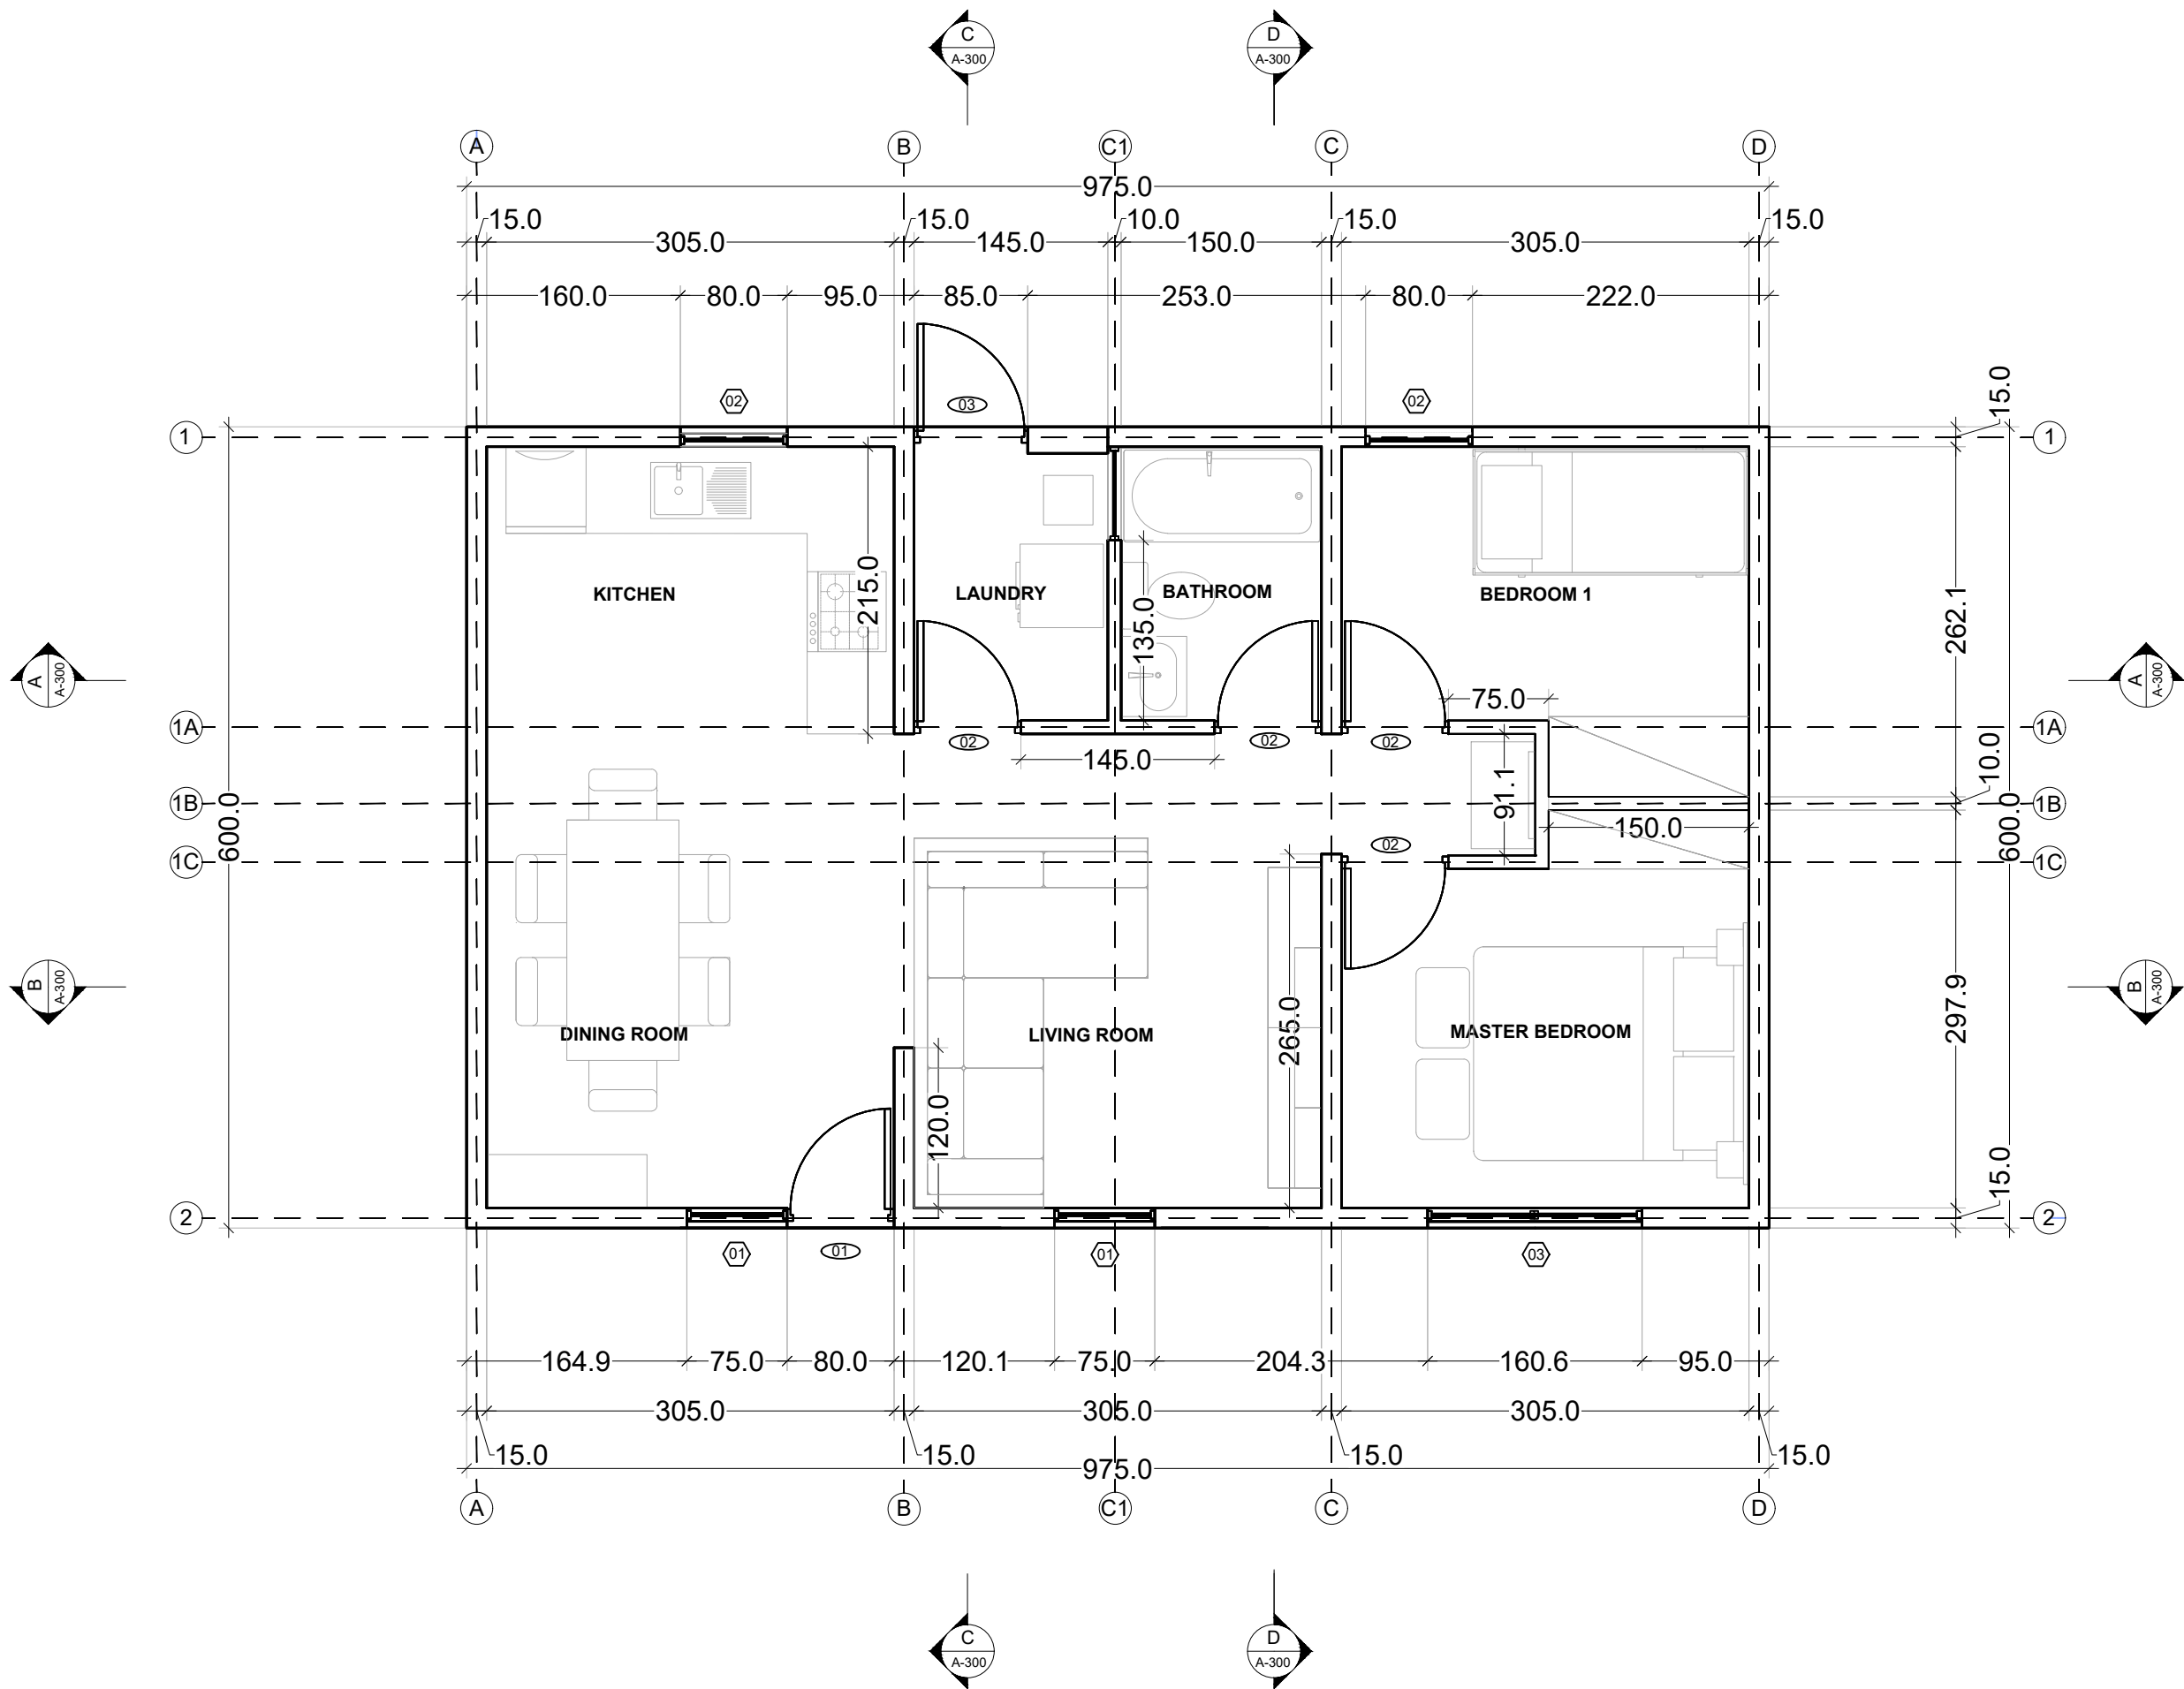 C D
A-300 A-300
A B C1 C D
975.0
15.0 15.0 10.0 15.0 15.0
305.0 145.0 150.0 305.0
160.0 80.0 95.0 85.0 253.0 80.0 222.0
15.0
02 03 02
1 1
215.0
KITCHEN LAUNDRY BATHROOM BEDROOM 1
135.0
262.1
A A-300 A A-300
75.0
1A 1A
02 02 02
145.0
10.0
91.1
1B 1B
600.0 150.0 600.0
02
1C 1C
B A-300 B A-300
297.9
265.0
DINING ROOM LIVING ROOM MASTER BEDROOM
120.0
15.0
2 2
01 01 01 03
164.9 75.0 80.0 120.1 75.0 204.3 160.6 95.0
305.0 305.0 305.0
15.0 15.0 15.0 15.0
975.0
A B C1 C D
C D
A-300 A-300